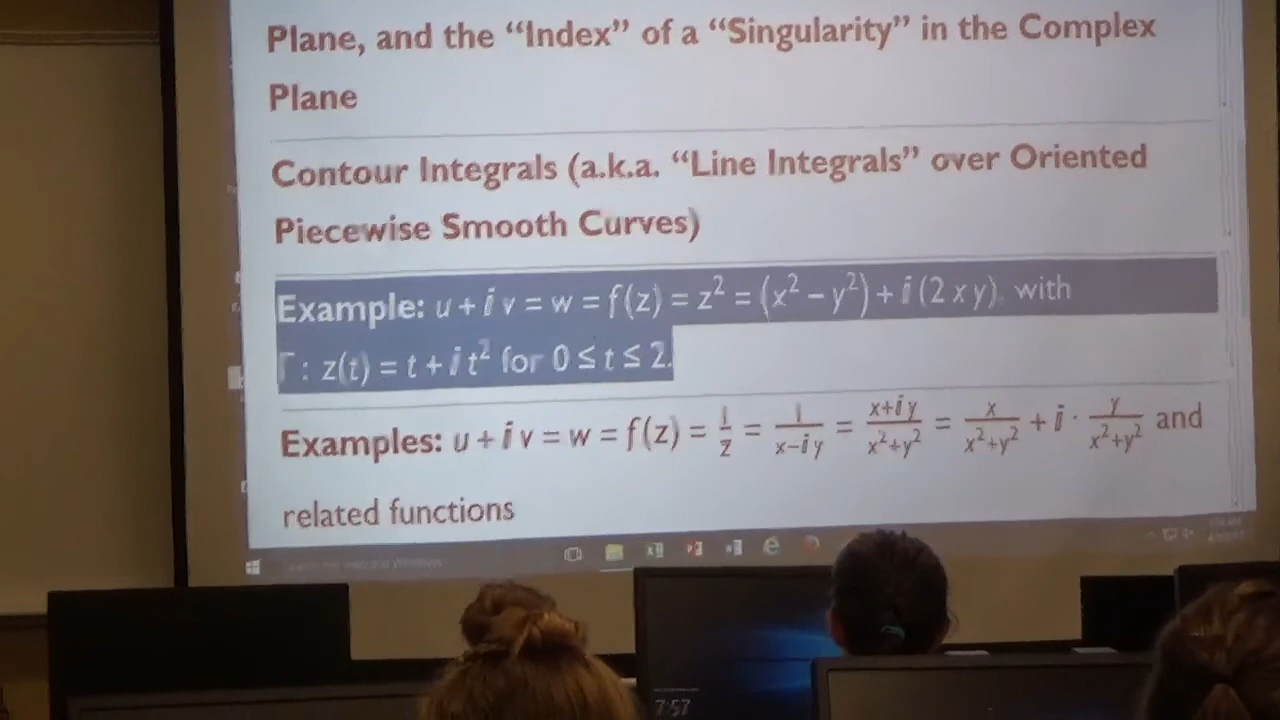 Plane, and the “Index” of a “Singularity” in the Complex
Plane
Contour Integrals (a.k.a. “Line Integrals” over Oriented
Piecewise Smooth Curves)
Example: u + i v = w = f(z) = z² = (x² − y²) + i (2 x y) with
Γ : z(t) = t + i t² for 0 ≤ t ≤ 2.
Examples: u + i v = w = f(z) = 1/z = 1/(x−i y) = (x+i y)/(x²+y²) = x/(x²+y²) + i · y/(x²+y²) and
related functions
7:57